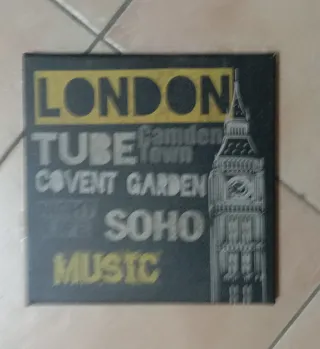 LONDON
TUBE Camden Town
COVENT GARDEN
SOHO
MUSIC